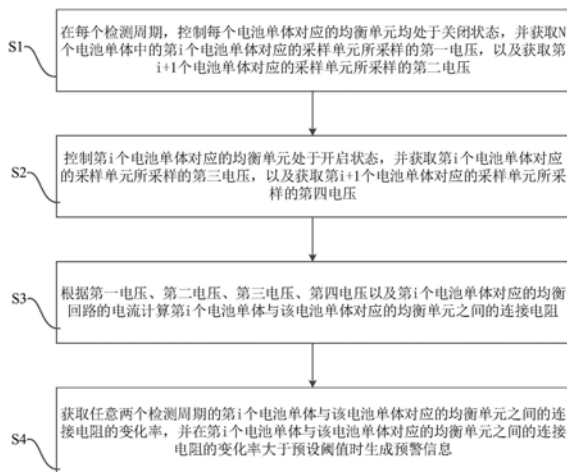 S1
在每个检测周期，控制每个电池单体对应的均衡单元均处于关闭状态，并获取N
个电池单体中的第i个电池单体对应的采样单元所采样的第一电压，以及获取第
i+1个电池单体对应的采样单元所采样的第二电压
S2
控制第i个电池单体对应的均衡单元处于开启状态，并获取第i个电池单体对应
的采样单元所采样的第三电压，以及获取第i+1个电池单体对应的采样单元所采
样的第四电压
S3
根据第一电压、第二电压、第三电压、第四电压以及第i个电池单体对应的均衡
回路的电流计算第i个电池单体与该电池单体对应的均衡单元之间的连接电阻
S4
获取任意两个检测周期的第i个电池单体与该电池单体对应的均衡单元之间的连
接电阻的变化率，并在第i个电池单体与该电池单体对应的均衡单元之间的连接
电阻的变化率大于预设阈值时生成预警信息